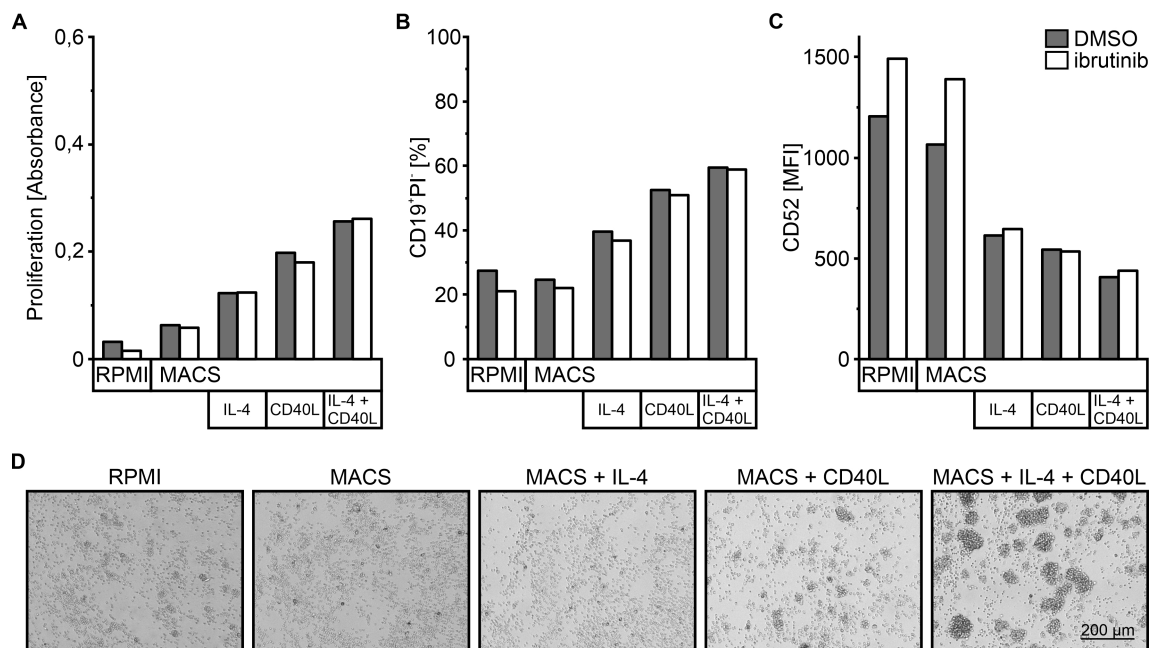 A
Proliferation [Absorbance]
0,6
0,4
0,2
0
RPMI MACS
IL-4 CD40L IL-4 +
CD40L
B
CD19⁺PI⁻ [%]
100
80
60
40
20
0
RPMI MACS
IL-4 CD40L IL-4 +
CD40L
C
CD52 [MFI]
1500
1000
500
0
DMSO
ibrutinib
RPMI MACS
IL-4 CD40L IL-4 +
CD40L
D
RPMI MACS MACS + IL-4 MACS + CD40L MACS + IL-4 + CD40L
200 µm